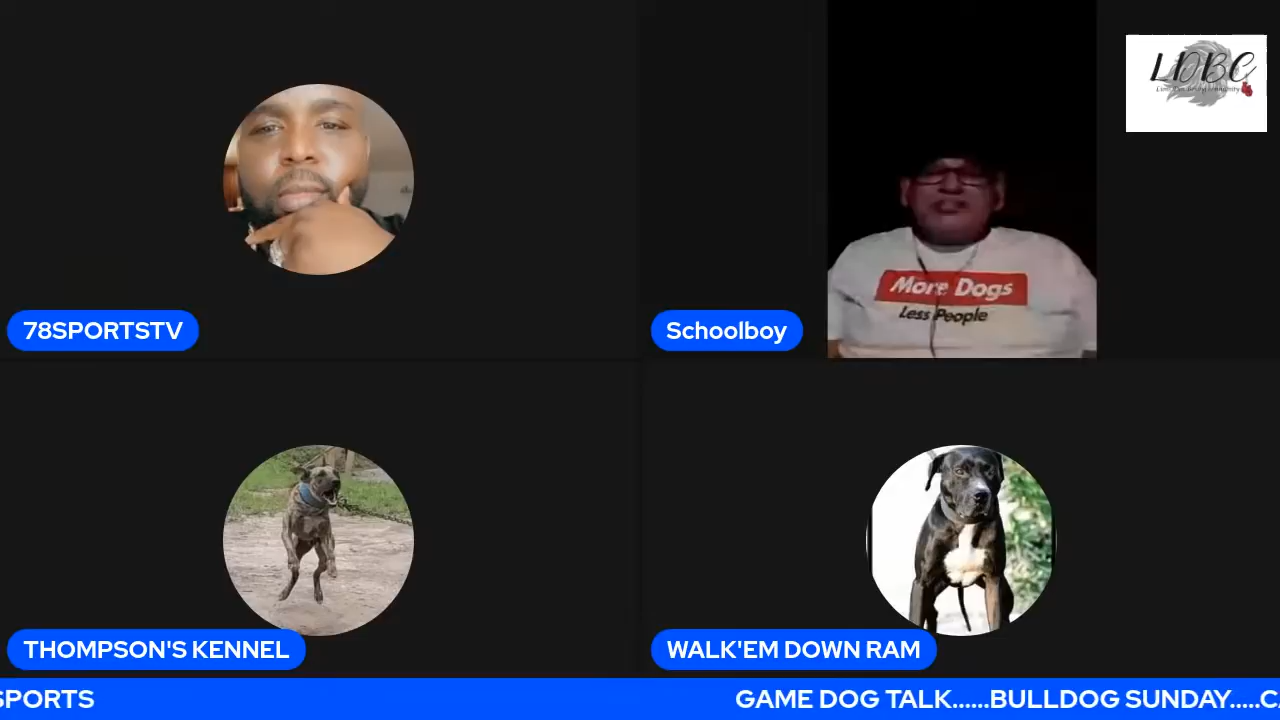 LDBC
78SPORTSTV
More Dogs
Less People
Schoolboy
THOMPSON'S KENNEL
WALK'EM DOWN RAM
SPORTS
GAME DOG TALK......BULLDOG SUNDAY.....C